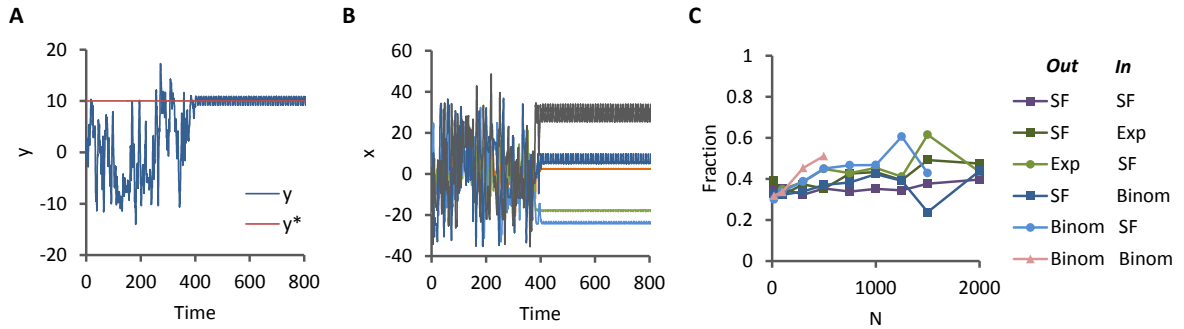 A
20
10
0
-10
-20
y
0 200 400 600 800
Time
y
y*
B
60
40
20
0
-20
-40
x
0 200 400 600 800
Time
C
1
0.8
0.6
0.4
0.2
0
Fraction
0 1000 2000
N
Out In
SF SF
SF Exp
Exp SF
SF Binom
Binom SF
Binom Binom